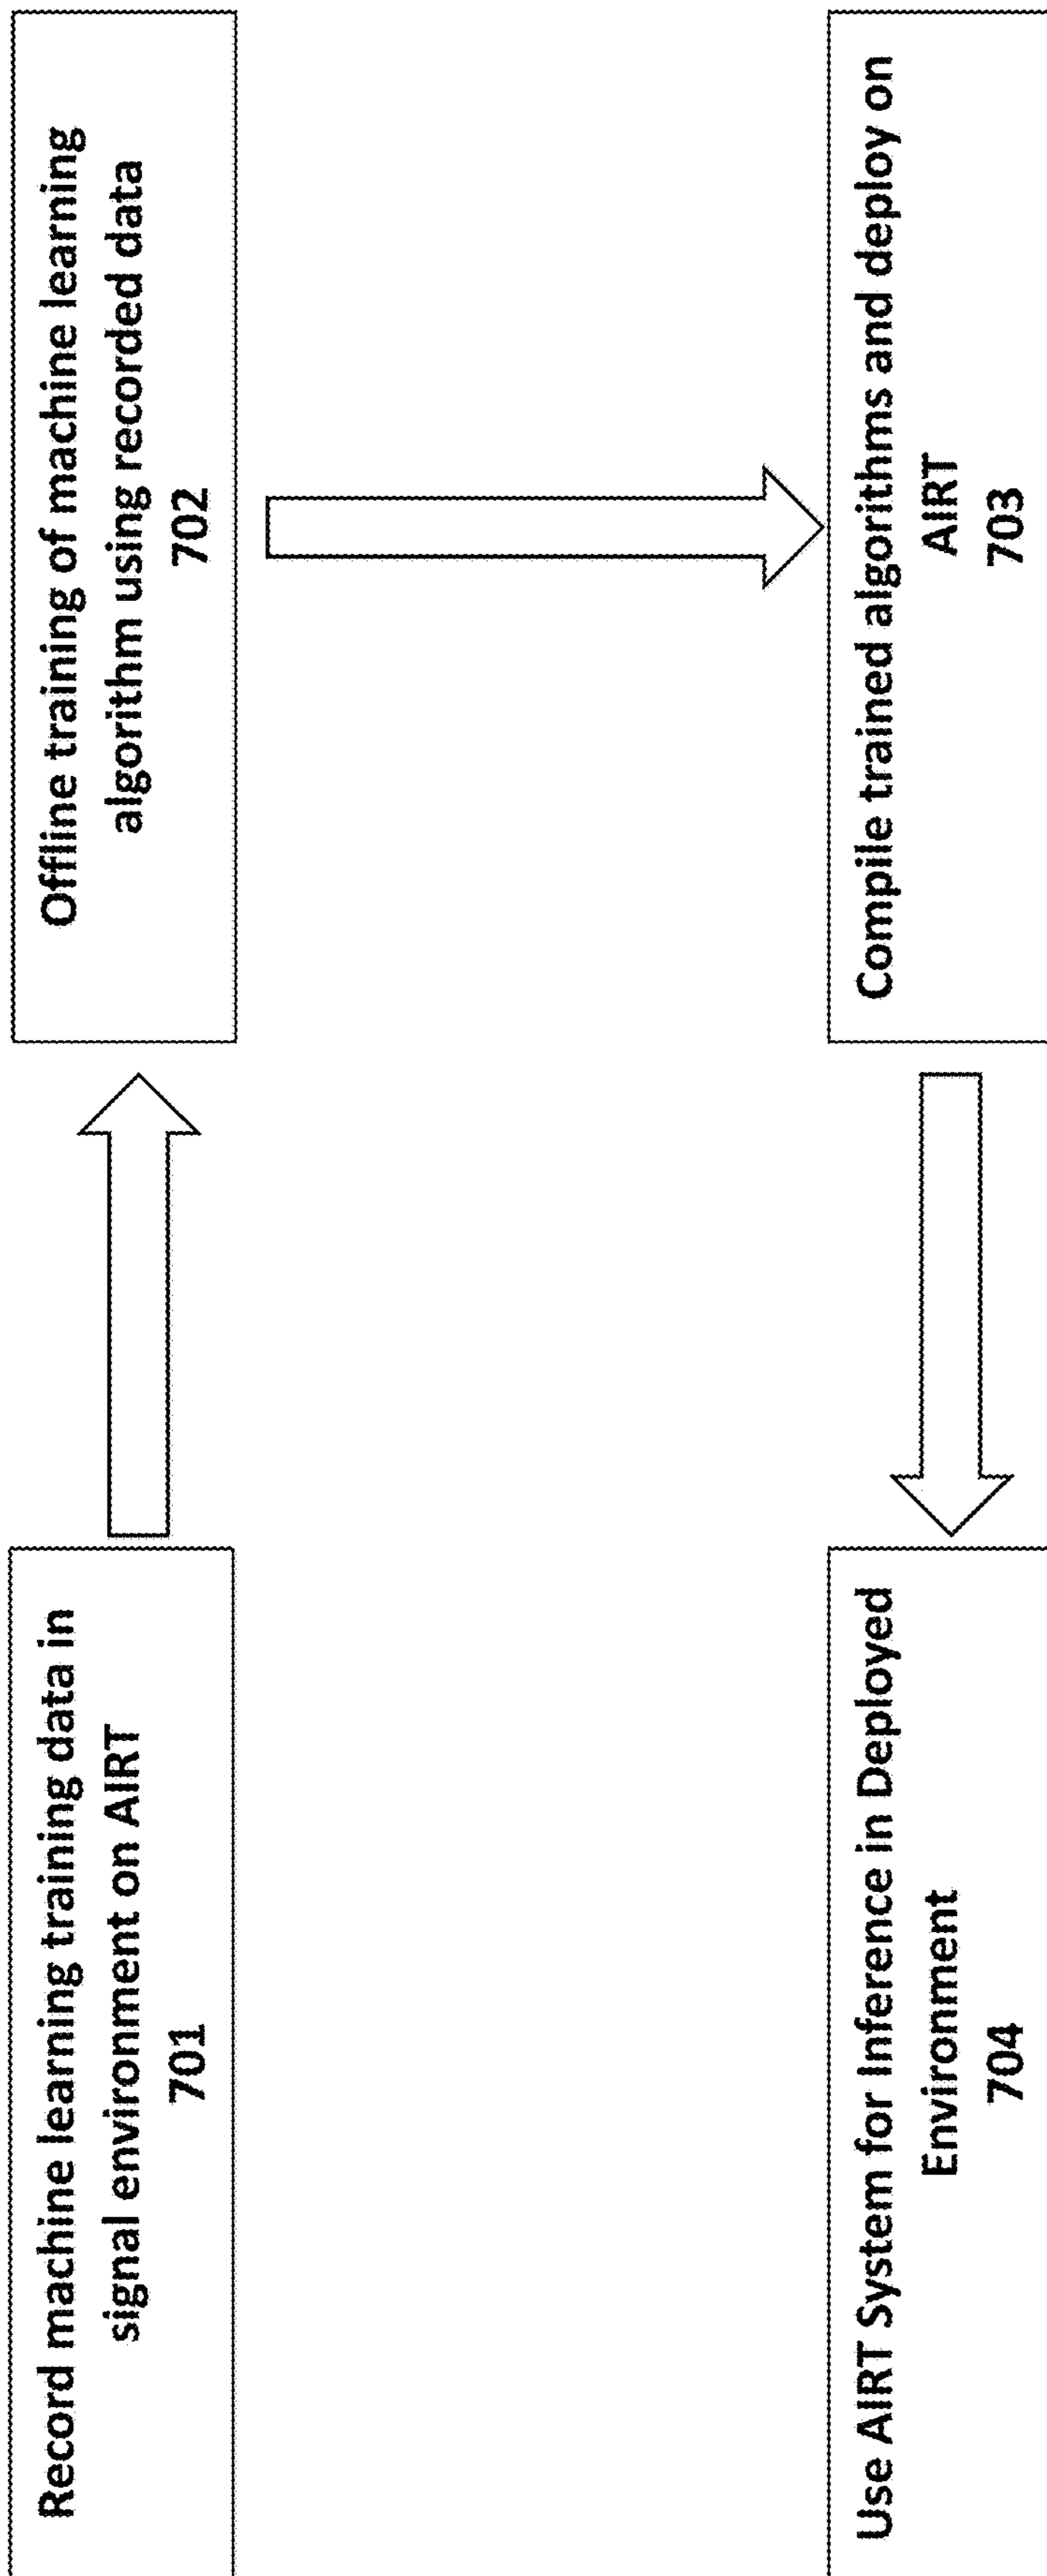 Record machine learning training data in
signal environment on AIRT
701
Offline training of machine learning
algorithm using recorded data
702
Compile trained algorithms and deploy on
AIRT
703
Use AIRT System for Inference in Deployed
Environment
704